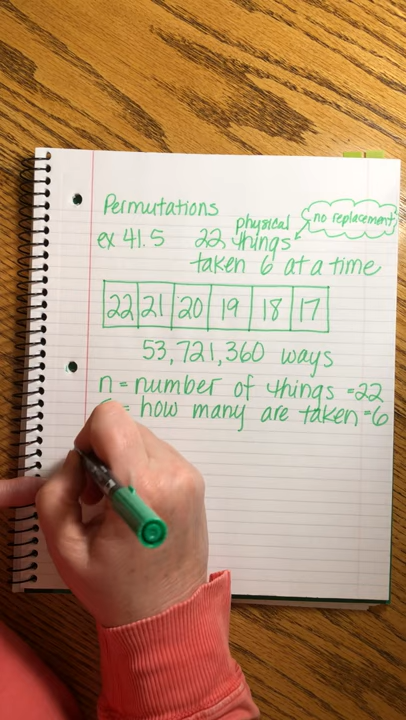 Permutations
no replacement
physical
ex 41.5 22 things
taken 6 at a time
22 21 20 19 18 17
53,721,360 ways
n = number of things = 22
= how many are taken = 6